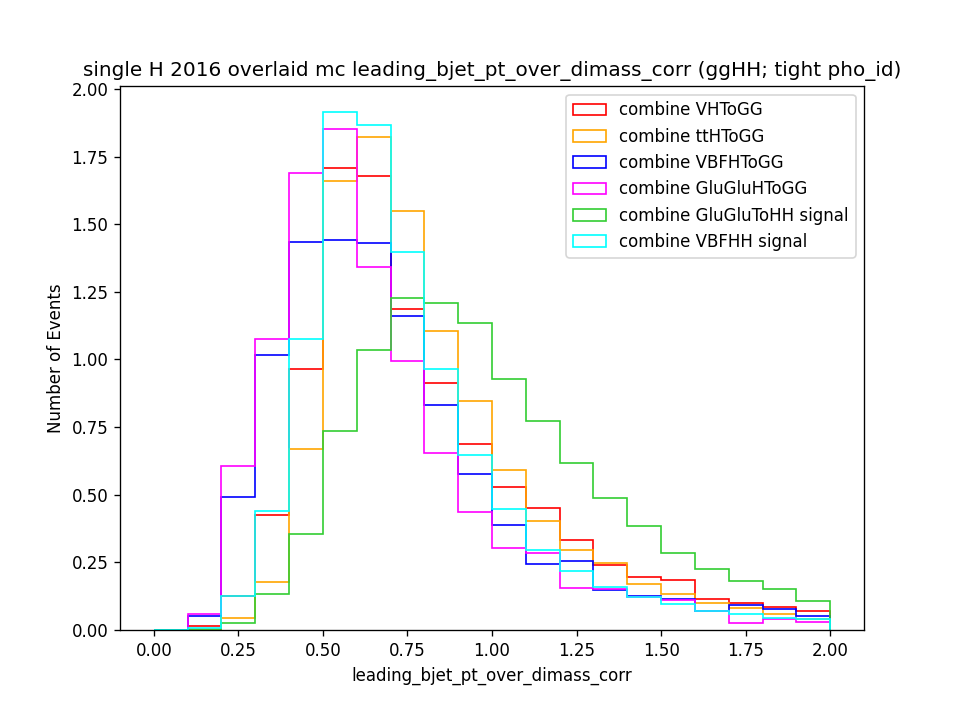 single H 2016 overlaid mc leading_bjet_pt_over_dimass_corr (ggHH; tight pho_id)
2.00
1.75
1.50
1.25
1.00
0.75
0.50
0.25
0.00
Number of Events
combine VHToGG
combine ttHToGG
combine VBFHToGG
combine GluGluHToGG
combine GluGluToHH signal
combine VBFHH signal
0.00 0.25 0.50 0.75 1.00 1.25 1.50 1.75 2.00
leading_bjet_pt_over_dimass_corr